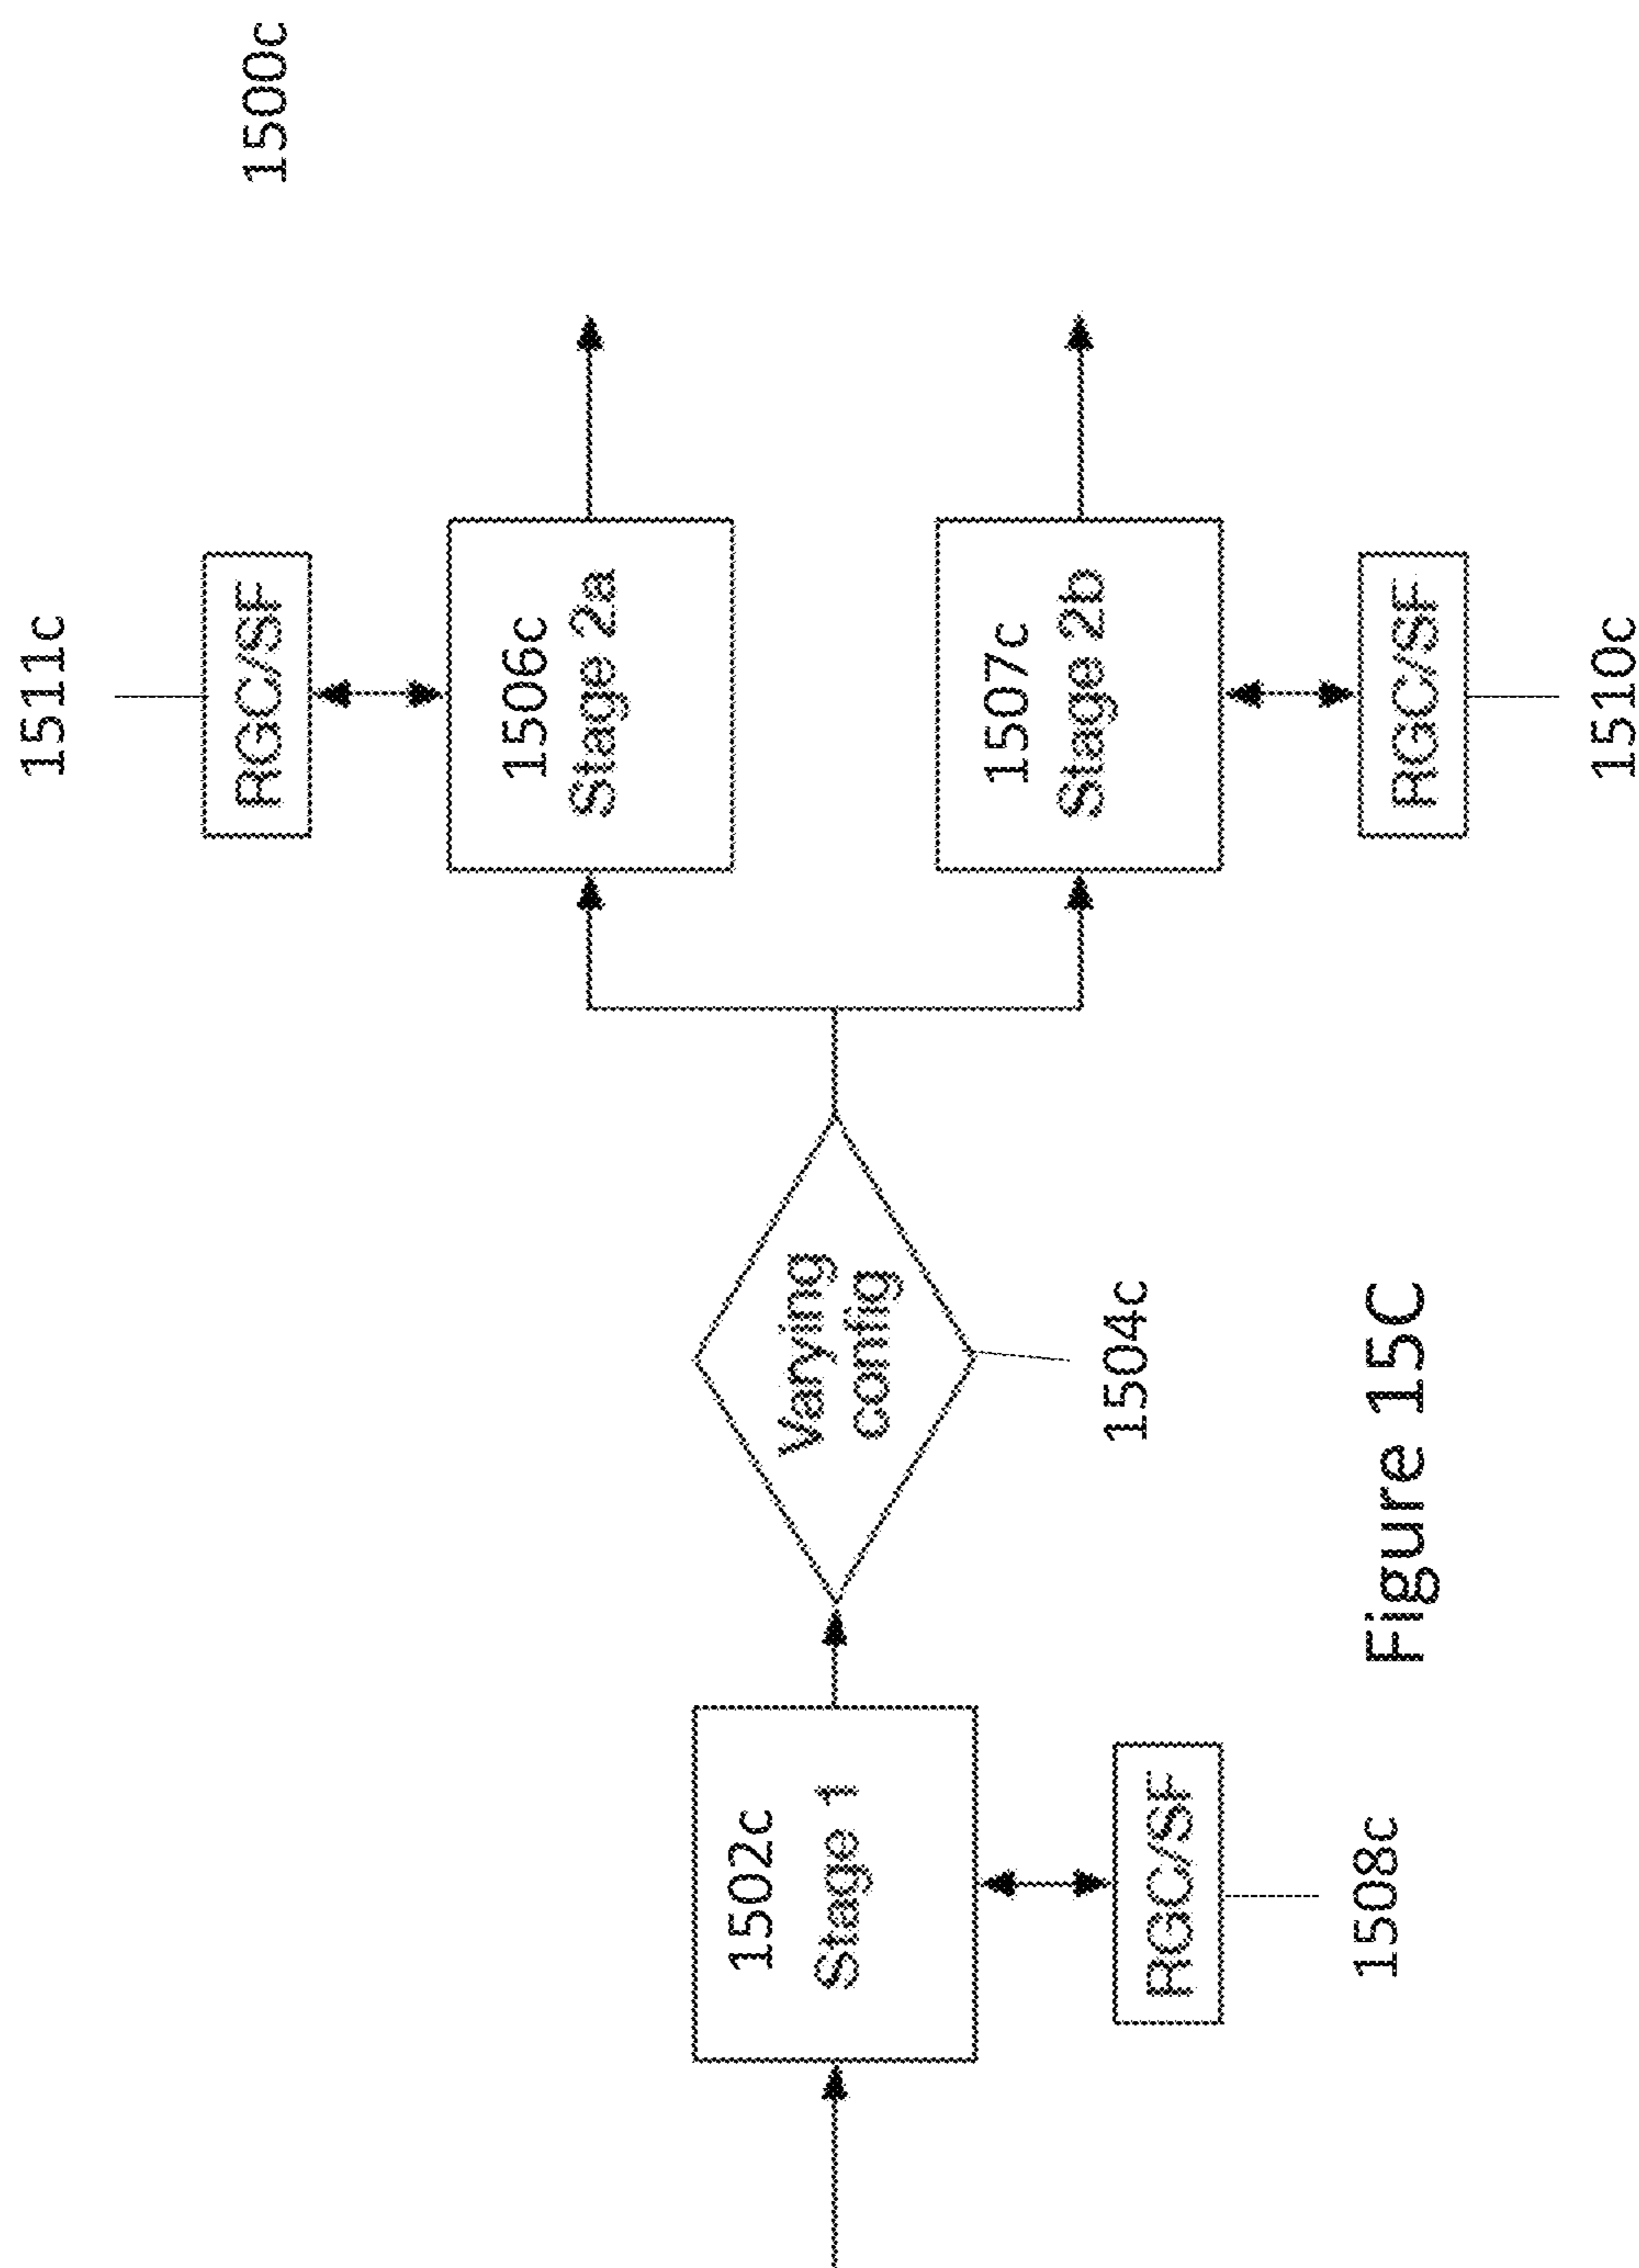 1500c
1511c
RGC/SF
1506c
Stage 2a
1507c
Stage 2b
RGC/SF
1510c
Varying
config
1504c
1502c
Stage 1
RGC/SF
1508c
Figure 15C